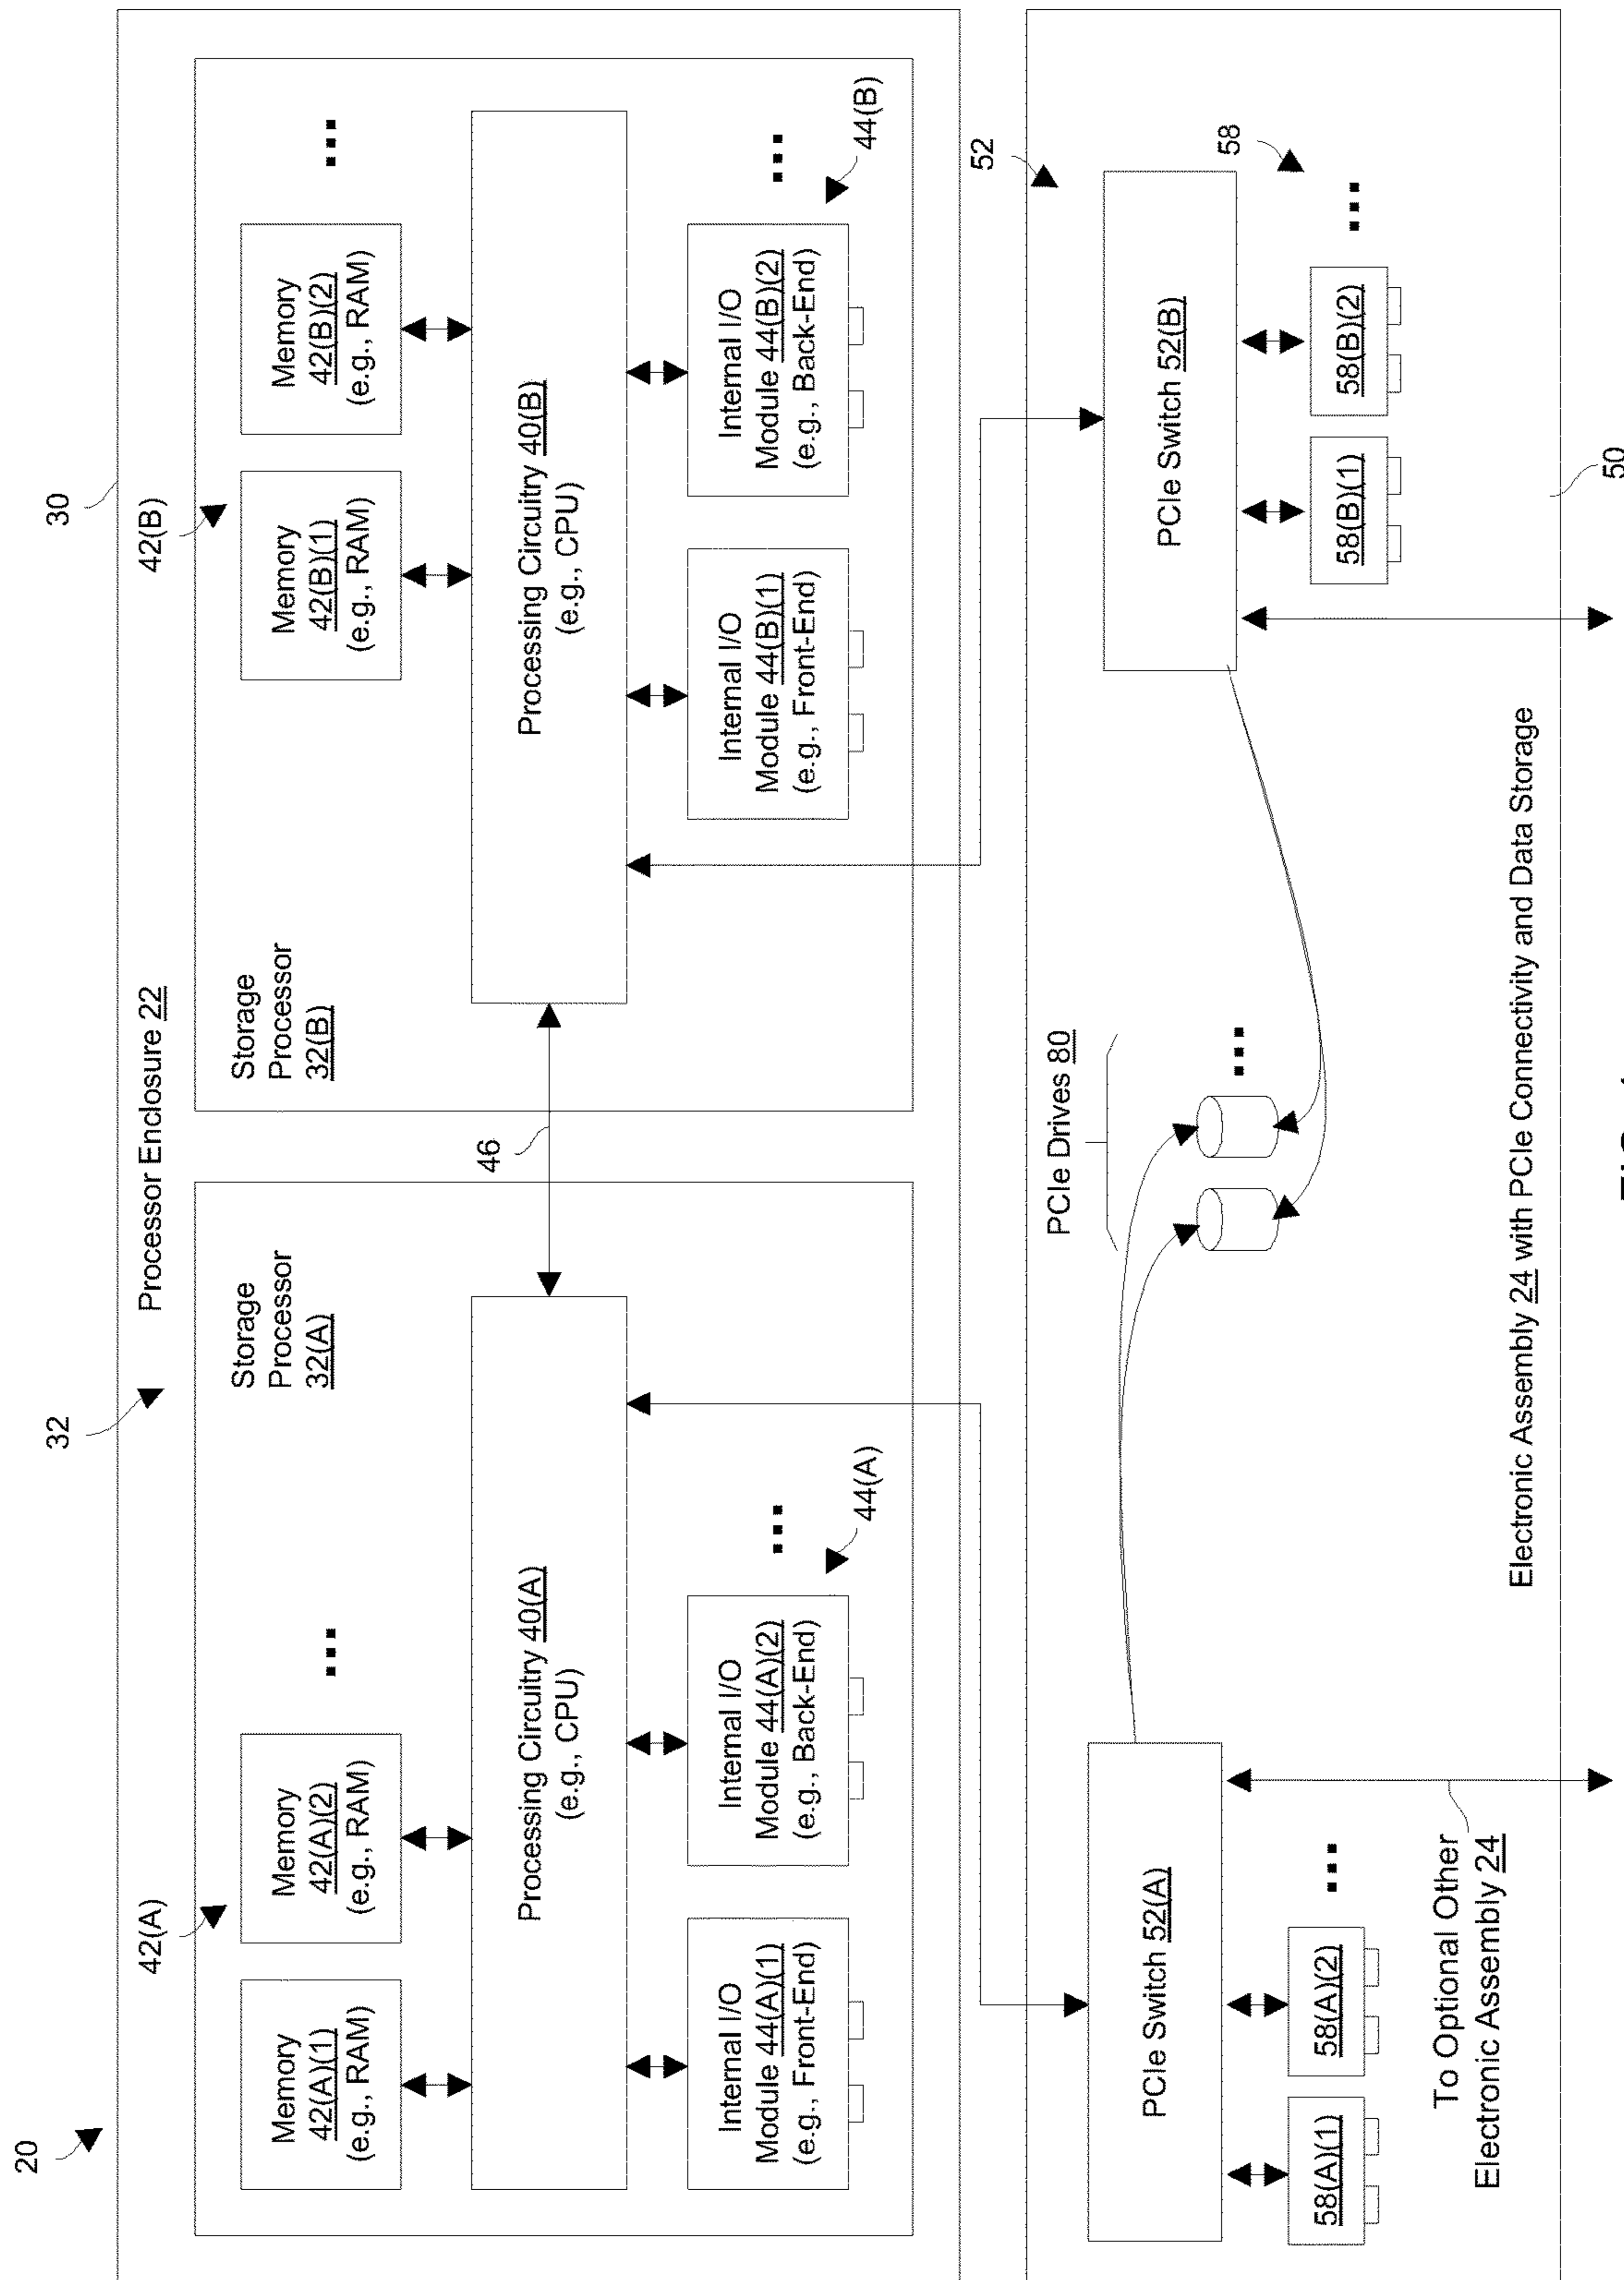 20
32
30
Processor Enclosure 22
42(A)
Storage
Processor
32(A)
Memory
42(A)(1)
(e.g., RAM)
Memory
42(A)(2)
(e.g., RAM)
Processing Circuitry 40(A)
(e.g., CPU)
Internal I/O
Module 44(A)(1)
(e.g., Front-End)
Internal I/O
Module 44(A)(2)
(e.g., Back-End)
44(A)
46
42(B)
Storage
Processor
32(B)
Memory
42(B)(1)
(e.g., RAM)
Memory
42(B)(2)
(e.g., RAM)
Processing Circuitry 40(B)
(e.g., CPU)
Internal I/O
Module 44(B)(1)
(e.g., Front-End)
Internal I/O
Module 44(B)(2)
(e.g., Back-End)
44(B)
52
PCIe Switch 52(A)
58(A)(1)
58(A)(2)
To Optional Other
Electronic Assembly 24
PCIe Drives 80
PCIe Switch 52(B)
58
58(B)(1)
58(B)(2)
Electronic Assembly 24 with PCIe Connectivity and Data Storage
50